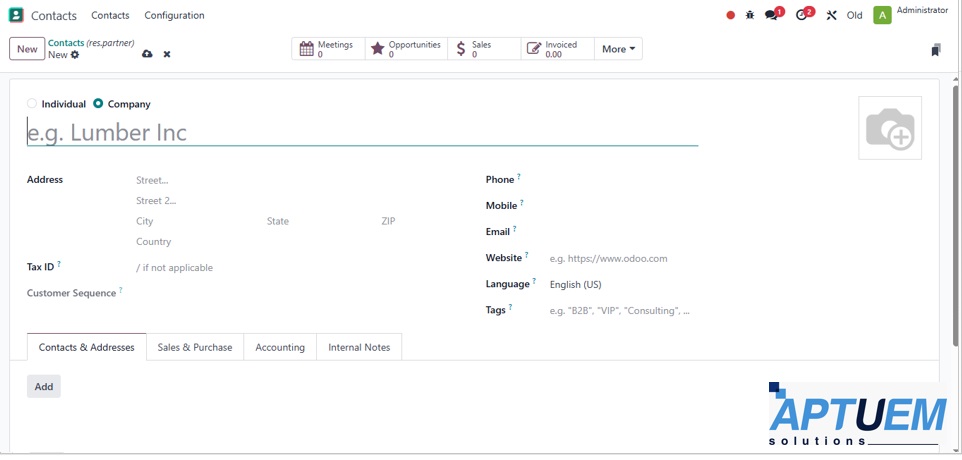 Contacts Contacts Configuration 1 2 Old A Administrator
New Contacts (res.partner)
New
Meetings
0
Opportunities
0
Sales
0
Invoiced
0.00
More
Individual Company
e.g. Lumber Inc
Address Street...
Street 2...
City State ZIP
Country
Tax ID ? / if not applicable
Customer Sequence ?
Phone ?
Mobile ?
Email ?
Website ? e.g. https://www.odoo.com
Language ? English (US)
Tags ? e.g. "B2B", "VIP", "Consulting", ...
Contacts & Addresses Sales & Purchase Accounting Internal Notes
Add
APTUEM
solutions